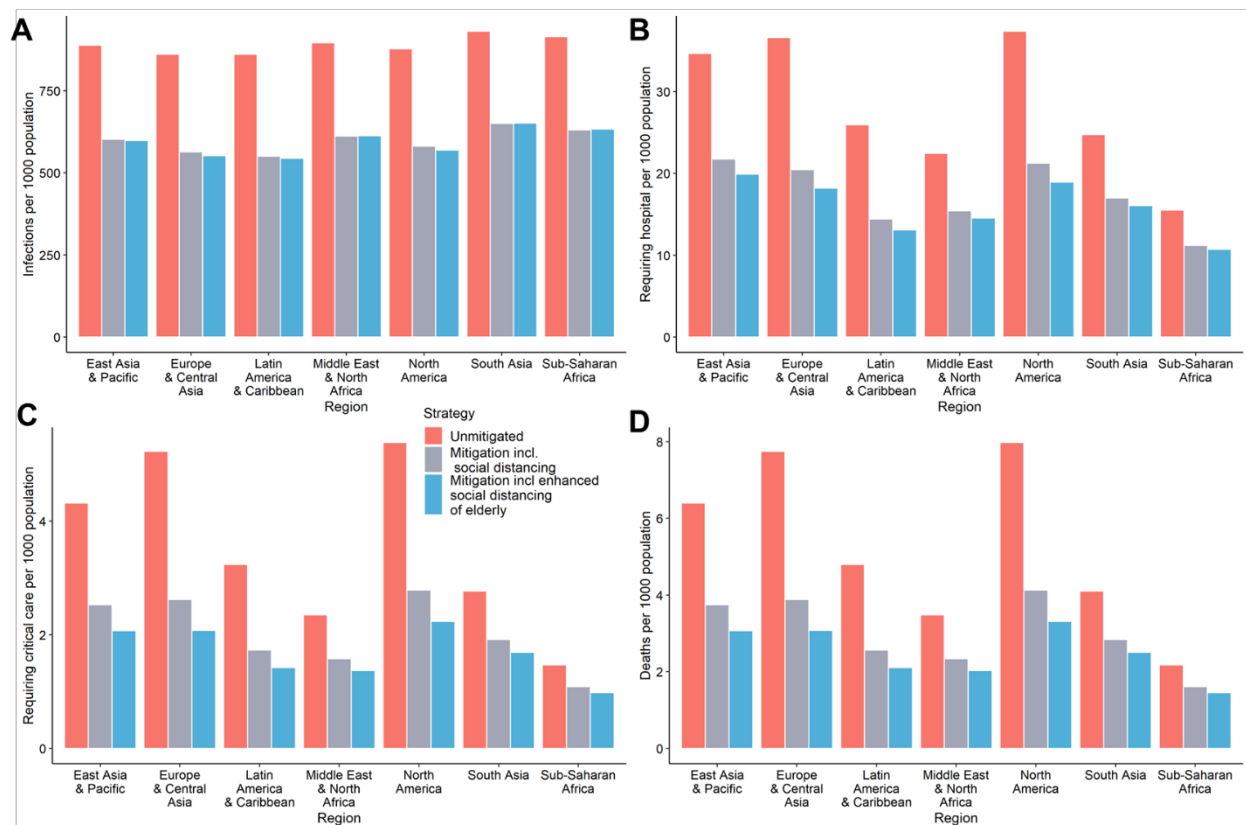 A
Infections per 1000 population
750
500
250
0
East Asia
& Pacific
Europe
& Central
Asia
Latin
America
& Caribbean
Middle East
& North
Africa
North
America
South Asia
Sub-Saharan
Africa
Region
B
Requiring hospital per 1000 population
30
20
10
0
East Asia
& Pacific
Europe
& Central
Asia
Latin
America
& Caribbean
Middle East
& North
Africa
North
America
South Asia
Sub-Saharan
Africa
Region
C
Requiring critical care per 1000 population
4
2
0
East Asia
& Pacific
Europe
& Central
Asia
Latin
America
& Caribbean
Middle East
& North
Africa
North
America
South Asia
Sub-Saharan
Africa
Region
Strategy
Unmitigated
Mitigation incl.
social distancing
Mitigation incl enhanced
social distancing
of elderly
D
Deaths per 1000 population
8
6
4
2
0
East Asia
& Pacific
Europe
& Central
Asia
Latin
America
& Caribbean
Middle East
& North
Africa
North
America
South Asia
Sub-Saharan
Africa
Region